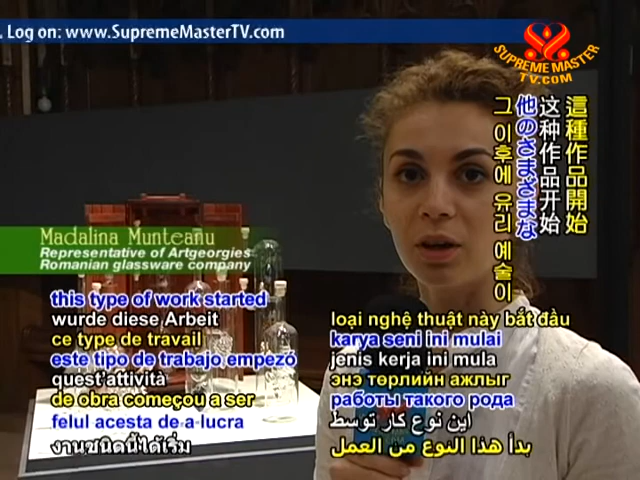 . Log on: www.SupremeMasterTV.com
SUPREME MASTER
TV.COM
這種作品開始
这种作品开始
他のさまざまな
그 이후에 유리 예술이
Madalina Munteanu
Representative of Artgeorgies
Romanian glassware company
this type of work started
wurde diese Arbeit
ce type de travail
este tipo de trabajo empezó
quest'attività
de obra começou a ser
felul acesta de a lucra
งานชนิดนี้ได้เริ่ม
loại nghệ thuật này bắt đầu
karya seni ini mulai
jenis kerja ini mula
энэ төрлийн ажлыг
работы такого рода
این نوع کار توسط
بدأ هذا النوع من العمل